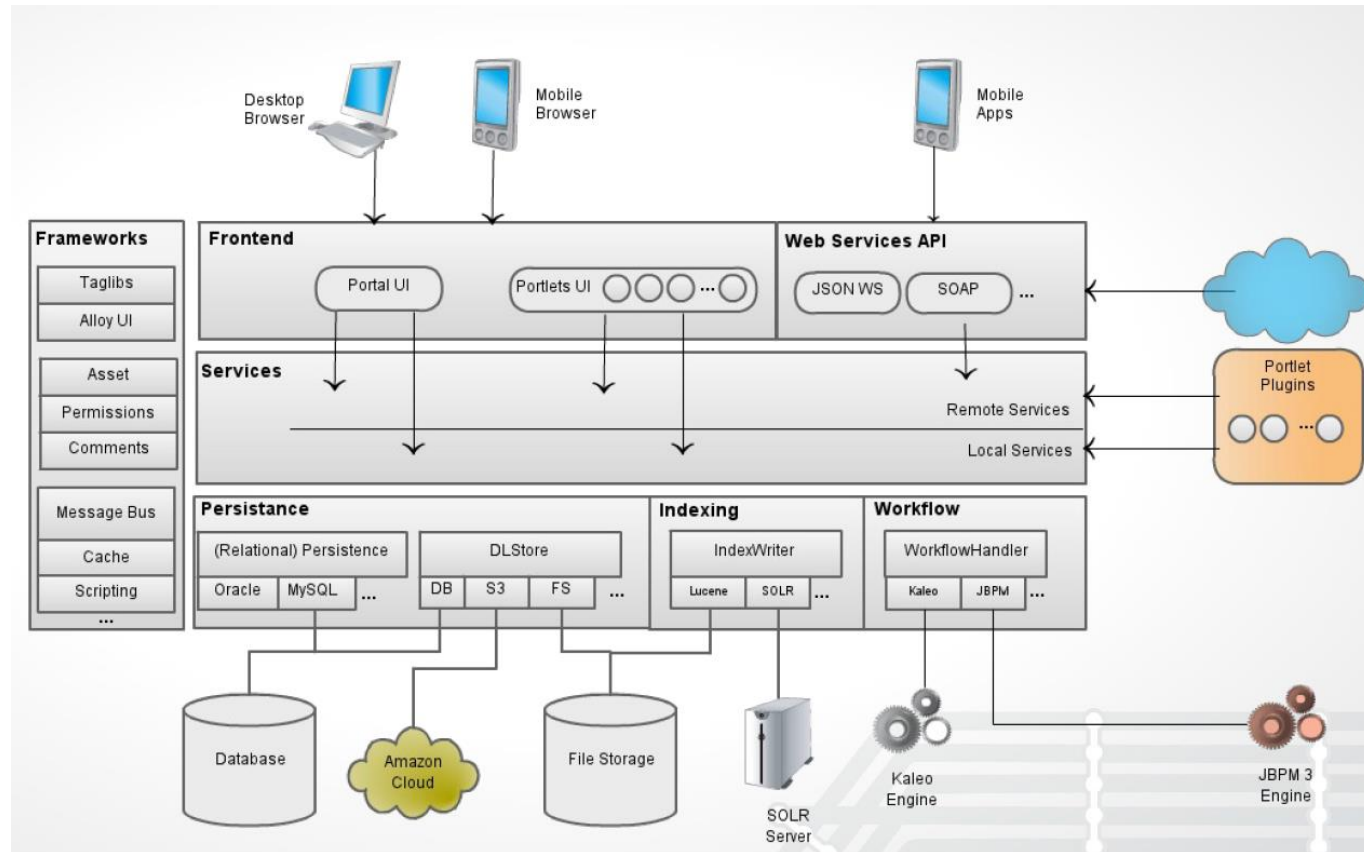 Desktop
Browser
Mobile
Browser
Mobile
Apps
Frameworks
Taglibs
Alloy UI
Asset
Permissions
Comments
Message Bus
Cache
Scripting
...
Frontend
Portal UI
Portlets UI ...
Web Services API
JSON WS
SOAP
...
Portlet
Plugins
...
Services
Remote Services
Local Services
Persistance
(Relational) Persistence
Oracle MySQL ...
DLStore
DB S3 FS ...
Indexing
IndexWriter
Lucene SOLR ...
Workflow
WorkflowHandler
Kaleo JBPM ...
Database
Amazon
Cloud
File Storage
SOLR
Server
Kaleo
Engine
JBPM 3
Engine